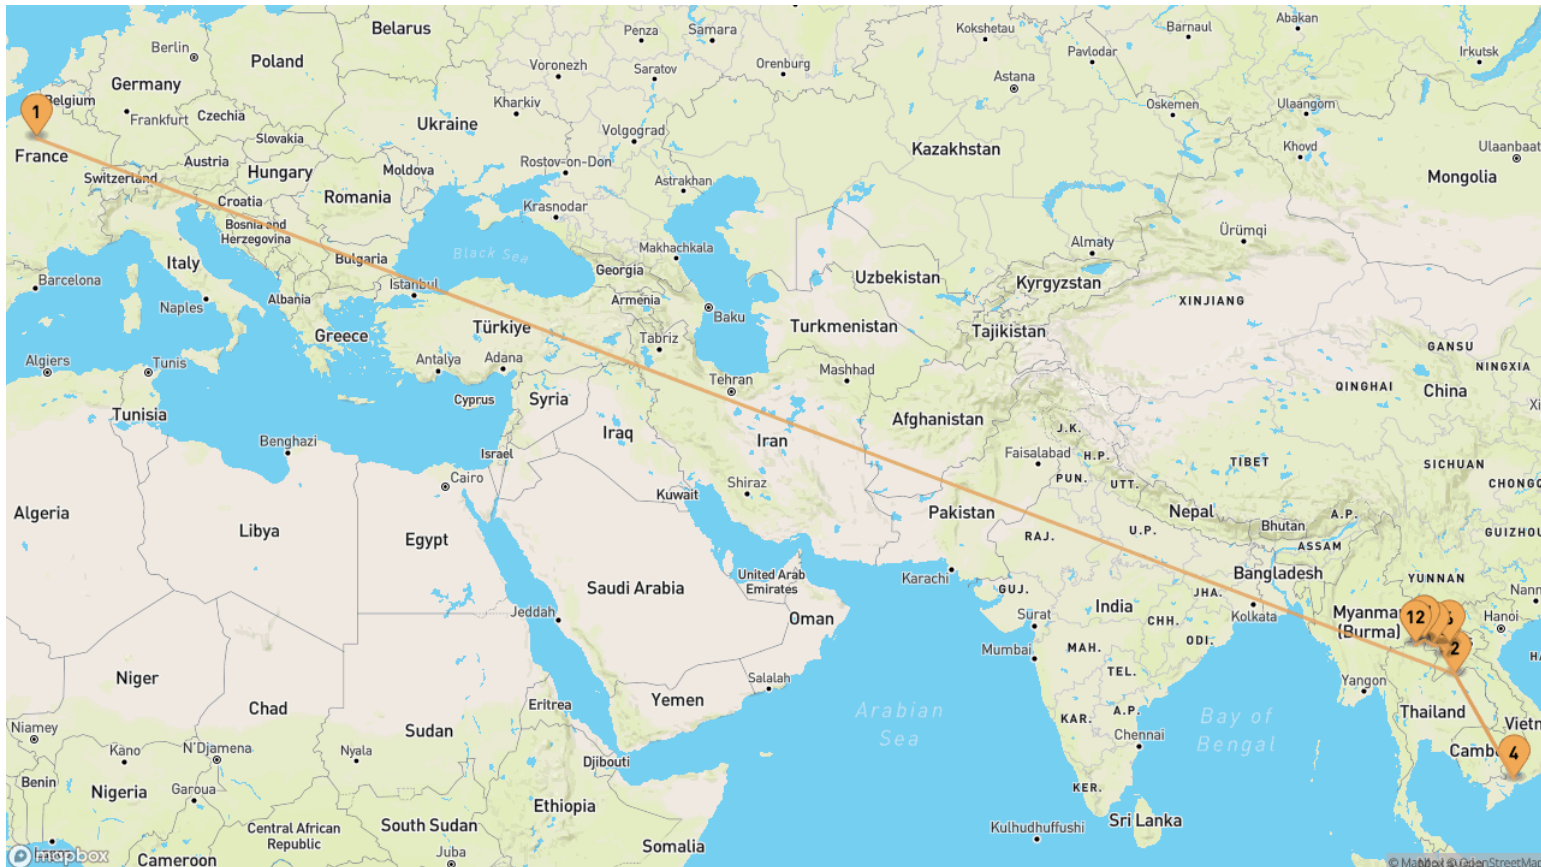 Belarus
Penza
Samara
Kokshetau
Barnaul
Abakan
Berlin
Poland
Voronezh
Saratov
Orenburg
Astana
Pavlodar
Irkutsk
Germany
Belgium
1
Frankfurt
Czechia
Ukraine
Kharkiv
Volgograd
Oskemen
Ulaangom
France
Slovakia
Austria
Hungary
Moldova
Rostov-on-Don
Kazakhstan
Khovd
Ulaanbaat
Mongolia
Switzerland
Croatia
Romania
Krasnodar
Astrakhan
Bosnia and
Herzegovina
Italy
Bulgaria
Black Sea
Makhachkala
Georgia
Almaty
Ürümqi
Barcelona
Naples
Albania
Istanbul
Armenia
Baku
Uzbekistan
Kyrgyzstan
XINJIANG
Greece
Türkiye
Tabriz
Turkmenistan
Tajikistan
GANSU
NINGXIA
Algiers
Tunis
Antalya
Adana
Tehran
Mashhad
QINGHAI
China
Tunisia
Cyprus
Syria
Afghanistan
Xi
Benghazi
Israel
Iraq
Iran
J.K.
H.P.
Faisalabad
PUN.
UTT.
TIBET
SICHUAN
CHONGQ
Cairo
Kuwait
Shiraz
Algeria
Libya
Egypt
Pakistan
RAJ.
U.P.
Nepal
Bhutan
A.P.
ASSAM
GUIZHOU
Saudi Arabia
United Arab
Emirates
Karachi
GUJ.
Surat
India
JHA.
Bangladesh
Kolkata
YUNNAN
Nann
Jeddah
Oman
Mumbai
MAH.
CHH.
ODI.
Myanmar
(Burma)
12
2
Hanoi
Niger
Chad
Sudan
Eritrea
Yemen
Salalah
Arabian
Sea
TEL.
KAR.
A.P.
Chennai
Bay of
Bengal
Yangon
Thailand
Vietn
Niamey
Kano
N'Djamena
Nyala
Djibouti
Camb
4
Benin
Nigeria
Garoua
Ethiopia
KER.
Central African
Republic
South Sudan
Juba
Somalia
Kulhudhuffushi
Sri Lanka
Cameroon
mapbox
© OpenStreetMap